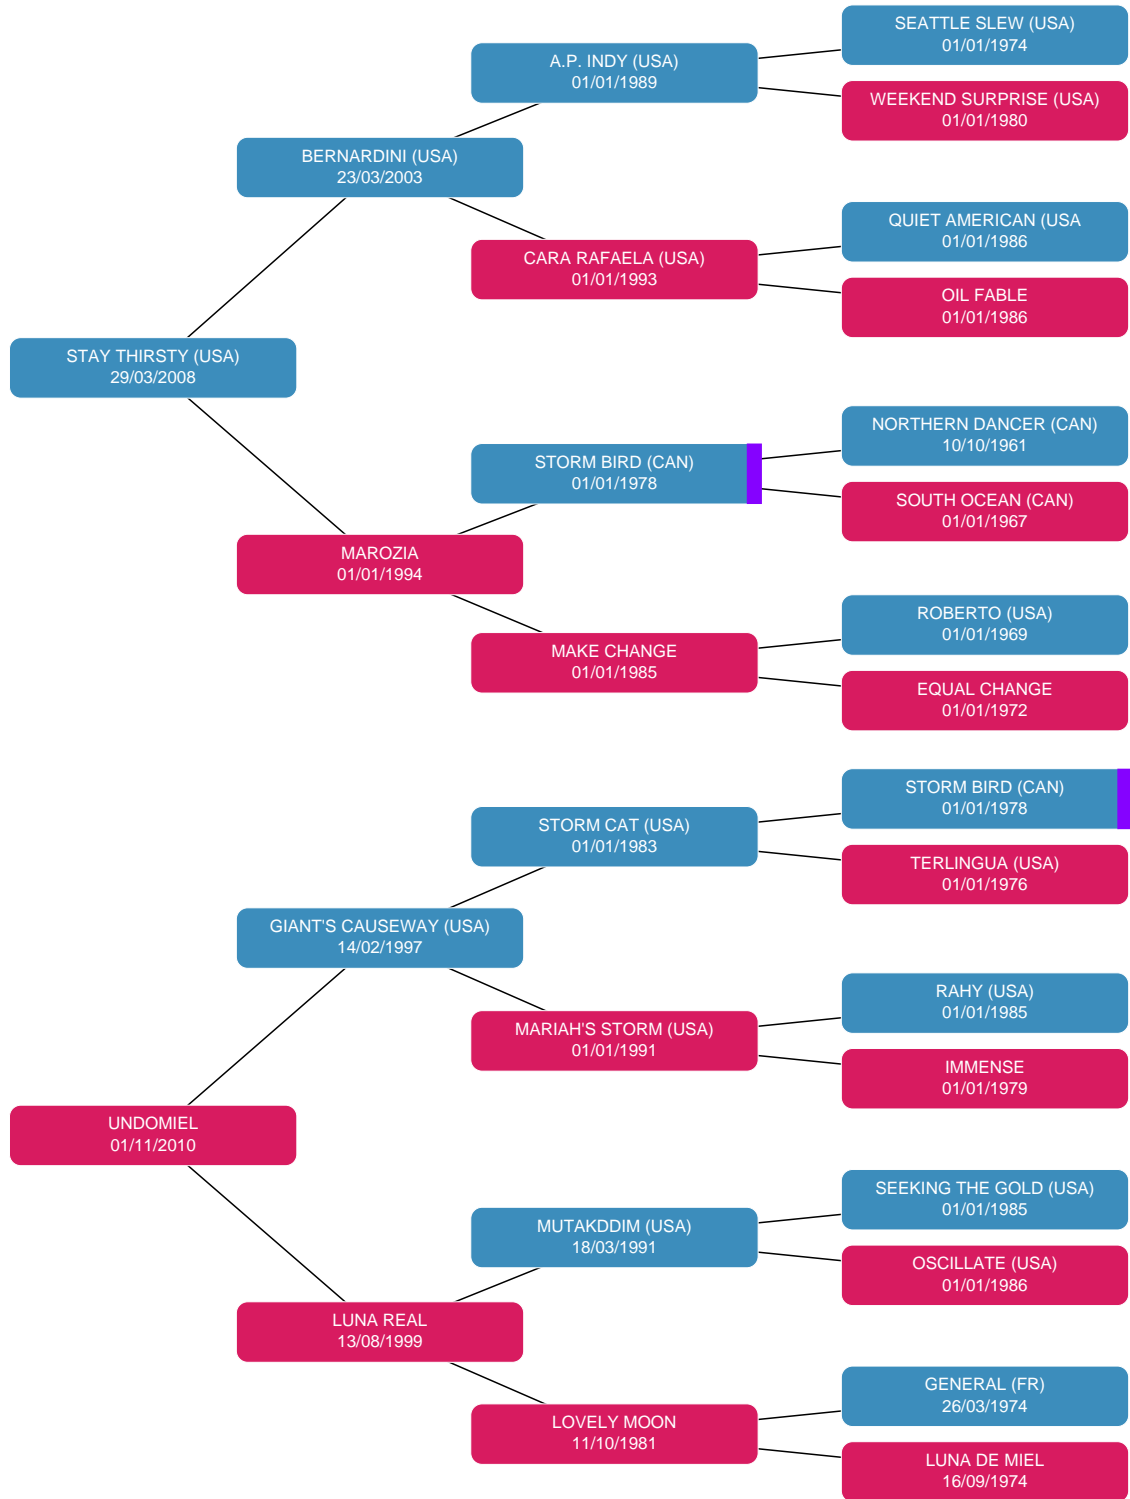 SEATTLE SLEW (USA)
01/01/1974
A.P. INDY (USA)
01/01/1989
WEEKEND SURPRISE (USA)
01/01/1980
BERNARDINI (USA)
23/03/2003
QUIET AMERICAN (USA
01/01/1986
CARA RAFAELA (USA)
01/01/1993
OIL FABLE
01/01/1986
STAY THIRSTY (USA)
29/03/2008
NORTHERN DANCER (CAN)
10/10/1961
STORM BIRD (CAN)
01/01/1978
SOUTH OCEAN (CAN)
01/01/1967
MAROZIA
01/01/1994
ROBERTO (USA)
01/01/1969
MAKE CHANGE
01/01/1985
EQUAL CHANGE
01/01/1972
STORM BIRD (CAN)
01/01/1978
STORM CAT (USA)
01/01/1983
TERLINGUA (USA)
01/01/1976
GIANT'S CAUSEWAY (USA)
14/02/1997
RAHY (USA)
01/01/1985
MARIAH'S STORM (USA)
01/01/1991
IMMENSE
01/01/1979
UNDOMIEL
01/11/2010
SEEKING THE GOLD (USA)
01/01/1985
MUTAKDDIM (USA)
18/03/1991
OSCILLATE (USA)
01/01/1986
LUNA REAL
13/08/1999
GENERAL (FR)
26/03/1974
LOVELY MOON
11/10/1981
LUNA DE MIEL
16/09/1974